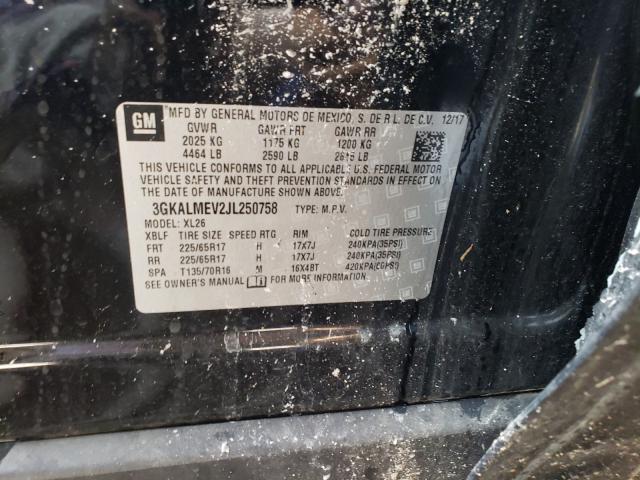 GM
MFD BY GENERAL MOTORS DE MEXICO, S. DE R L. DE C.V. 12/17
GVWR GAWR FRT GAWR RR
2025 KG 1175 KG 1200 KG
4464 LB 2590 LB LB
THIS VEHICLE CONFORMS TO ALL APPLICABLE U.S. FEDERAL MOTOR
VEHICLE SAFETY AND THEFT PREVENTION STANDARDS IN EFFECT ON
THE DATE OF MANUFACTURE SHOWN ABOVE.
3GKALMEV2JL250758 TYPE: M.P.V.
MODEL: XL26
XBLF TIRE SIZE SPEED RTG RIM COLD TIRE PRESSURE
FRT 225/65R17 H 17X7J 240KPA(35PSI)
RR 225/65R17 H 17X7J 240KPA(35PSI)
SPA T135/70R16 M 16X4BT 420KPA(60PSI)
SEE OWNER'S MANUAL FOR MORE INFORMATION.